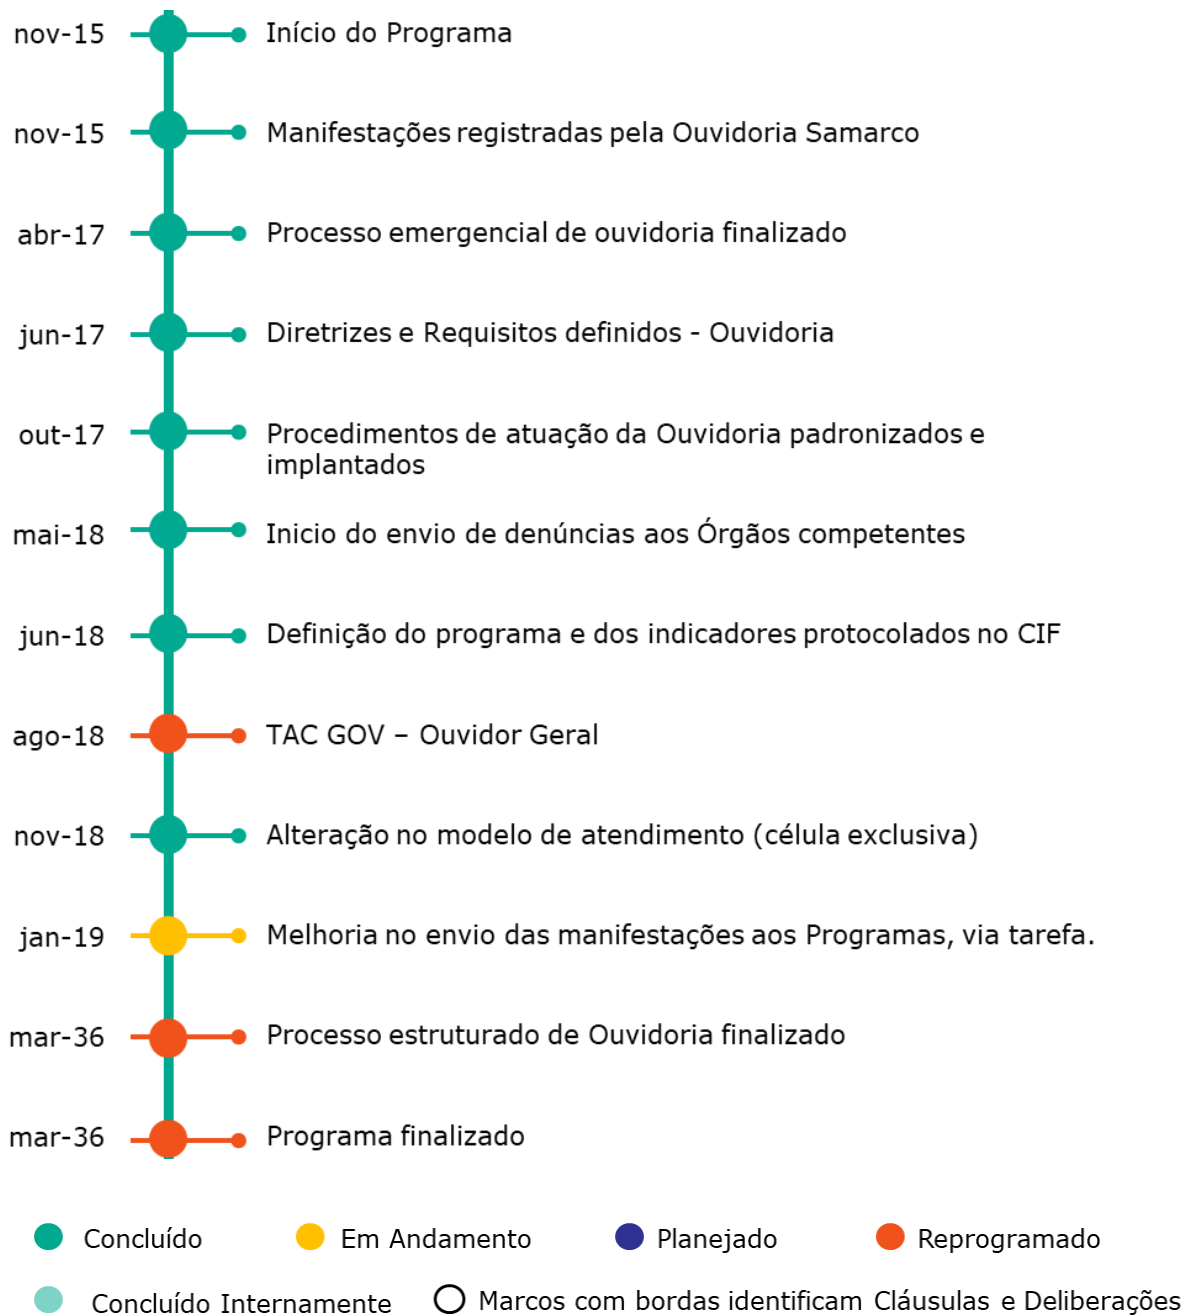 nov-15 Início do Programa
nov-15 Manifestações registradas pela Ouvidoria Samarco
abr-17 Processo emergencial de ouvidoria finalizado
jun-17 Diretrizes e Requisitos definidos - Ouvidoria
out-17 Procedimentos de atuação da Ouvidoria padronizados e
implantados
mai-18 Inicio do envio de denúncias aos Órgãos competentes
jun-18 Definição do programa e dos indicadores protocolados no CIF
ago-18 TAC GOV – Ouvidor Geral
nov-18 Alteração no modelo de atendimento (célula exclusiva)
jan-19 Melhoria no envio das manifestações aos Programas, via tarefa.
mar-36 Processo estruturado de Ouvidoria finalizado
mar-36 Programa finalizado
Concluído Em Andamento Planejado Reprogramado
Concluído Internamente Marcos com bordas identificam Cláusulas e Deliberações